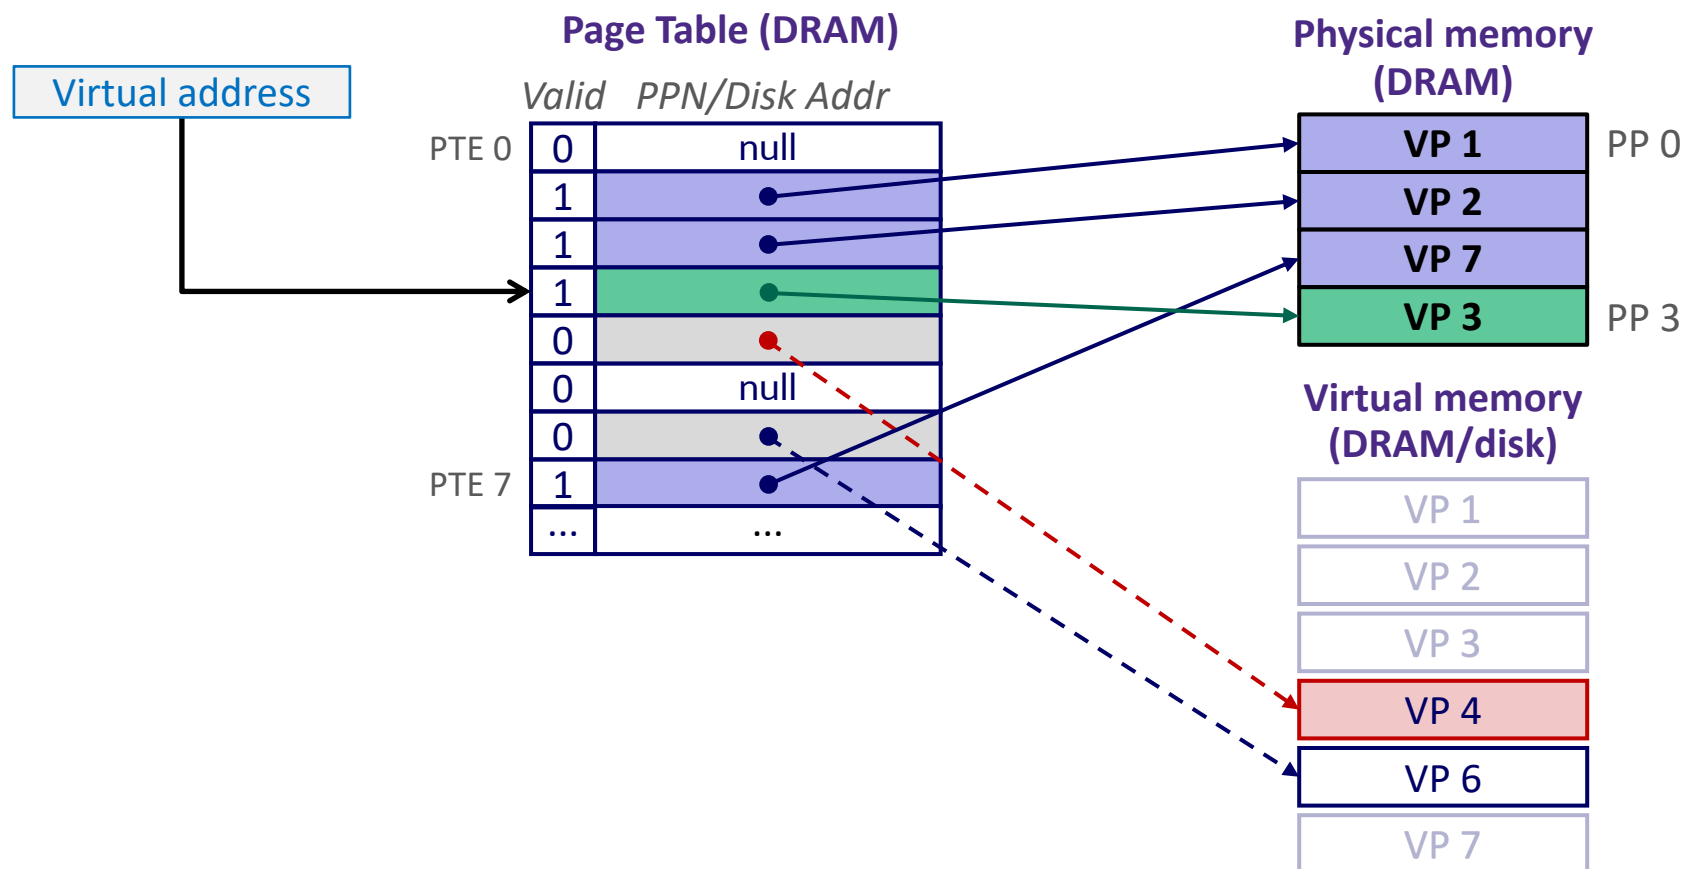 Page Table (DRAM)
Physical memory
(DRAM)
Virtual address
Valid PPN/Disk Addr
PTE 0 0 null
1
1
1
0
0 null
0
PTE 7 1
... ...
VP 1 PP 0
VP 2
VP 7
VP 3 PP 3
Virtual memory
(DRAM/disk)
VP 1
VP 2
VP 3
VP 4
VP 6
VP 7